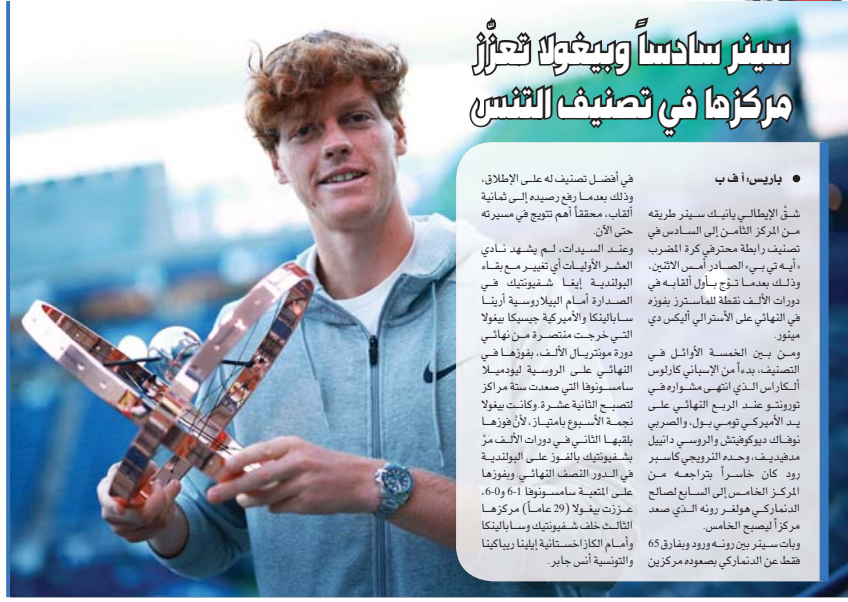 سينر سادساً وبيغولا تعزّز
مركزها في تصنيف التنس
● باريس: أ ف ب
شقَّ الإيطالي يانيك سينر طريقه
من المركز الثامن إلى السادس في
تصنيف رابطة محترفي كرة المضرب
«أيه تي بي» الصادر أمس الاثنين،
وذلك بعدما توّج بأول ألقابه في
دورات الألف نقطة للماسترز بفوزه
في النهائي على الأسترالي أليكس دي
مينور.
ومن بين الخمسة الأوائل في
التصنيف، بدءاً من الإسباني كارلوس
ألكاراس الذي انتهى مشواره في
تورونتو عند الربع النهائي على
يد الأميركي تومي بول، والصربي
نوفاك ديوكوفيتش والروسي دانييل
مدفيديف، وحده النرويجي كاسبر
رود كان خاسراً بتراجعه من
المركز الخامس إلى السابع لصالح
الدنماركي هولغر رونه الذي صعد
مركزاً ليصبح الخامس.
وبات سينر بين رونه ورود وبفارق 65
فقط عن الدنماركي بصعوده مركزين
في أفضل تصنيف له على الإطلاق،
وذلك بعدما رفع رصيده إلى ثمانية
ألقاب، محققاً أهم تتويج في مسيرته
حتى الآن.
وعند السيدات، لم يشهد نادي
العشر الأوليات أي تغيير مع بقاء
البولندية إيغا شفيونتيك في
الصدارة أمام البيلاروسية أرينا
سابالينكا والأميركية جيسيكا بيغولا
التي خرجت منتصرة من نهائي
دورة مونتريال الألف، بفوزها في
النهائي على الروسية ليودميلا
سامسونوفا التي صعدت ستة مراكز
لتصبح الثانية عشرة. وكانت بيغولا
نجمة الأسبوع بامتياز، لأنَّ فوزها
بلقبها الثاني في دورات الألف مَرَّ
بشفيونتيك بالفوز على البولندية
في الدور النصف النهائي. وبفوزها
على المتعبة سامسونوفا 1-6 و0-6،
عززت بيغولا (29 عاماً) مركزها
الثالث خلف شفيونتيك وسابالينكا
وأمام الكازاخستانية إيلينا ريباكينا
والتونسية أنس جابر.